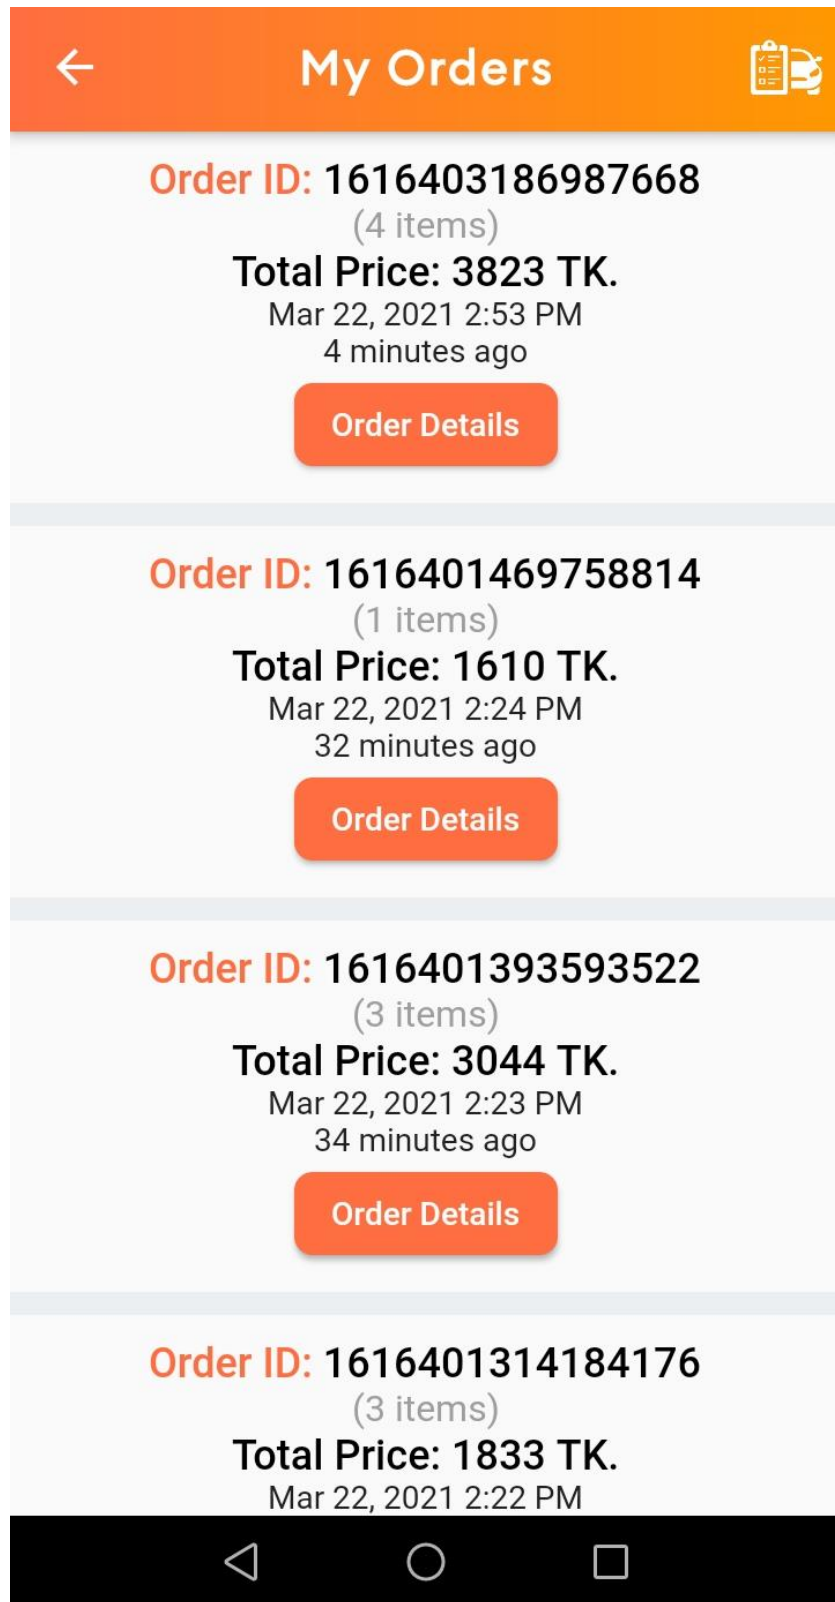 My Orders
Order ID: 1616403186987668
(4 items)
Total Price: 3823 TK.
Mar 22, 2021 2:53 PM
4 minutes ago
Order Details
Order ID: 1616401469758814
(1 items)
Total Price: 1610 TK.
Mar 22, 2021 2:24 PM
32 minutes ago
Order Details
Order ID: 1616401393593522
(3 items)
Total Price: 3044 TK.
Mar 22, 2021 2:23 PM
34 minutes ago
Order Details
Order ID: 1616401314184176
(3 items)
Total Price: 1833 TK.
Mar 22, 2021 2:22 PM